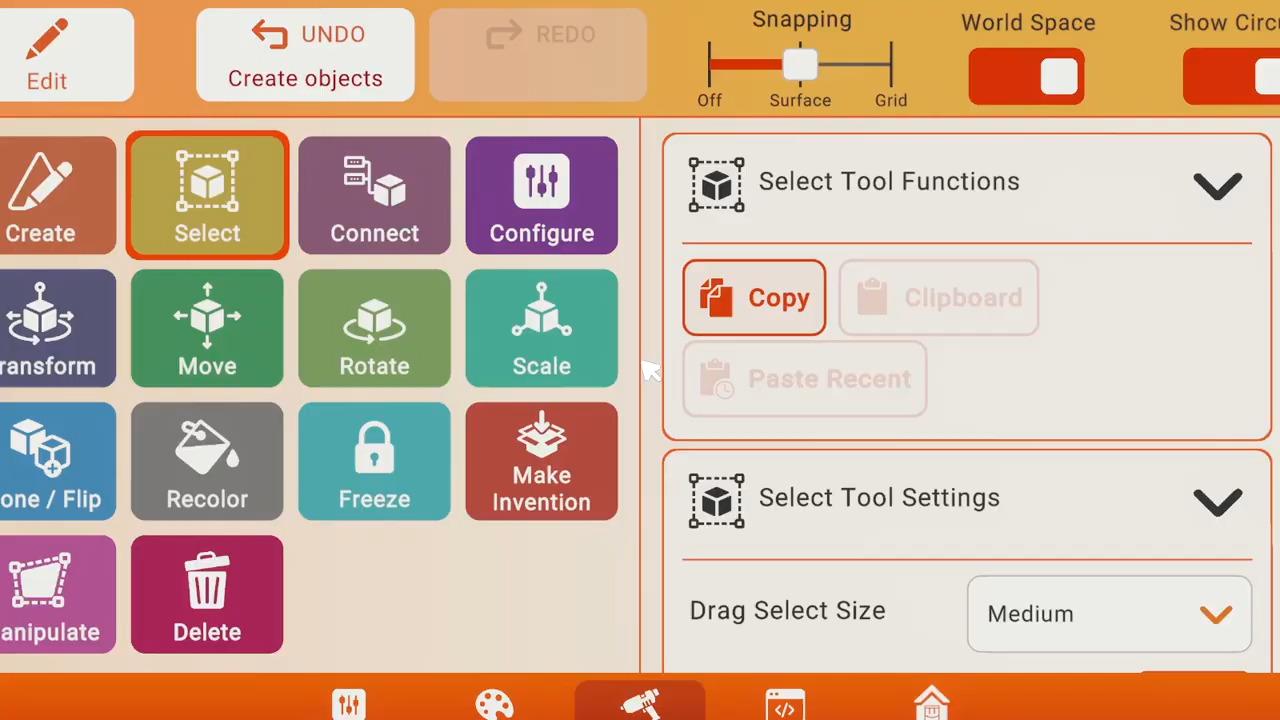 Edit
UNDO
Create objects
REDO
Snapping
Off
Surface
Grid
World Space
Show Circu
Create
Select
Connect
Configure
ransform
Move
Rotate
Scale
one / Flip
Recolor
Freeze
Make
Invention
anipulate
Delete
Select Tool Functions
Copy
Clipboard
Paste Recent
Select Tool Settings
Drag Select Size
Medium